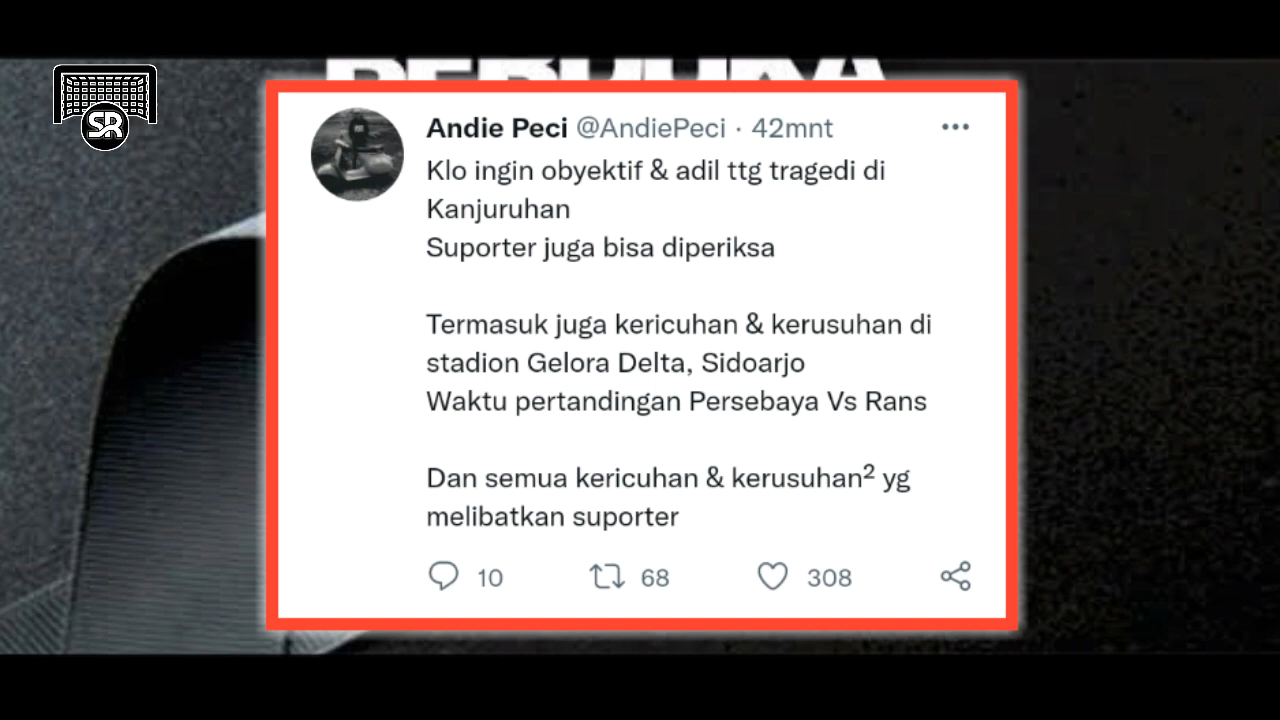 SR
Andie Peci @AndiePeci · 42mnt
Klo ingin obyektif & adil ttg tragedi di
Kanjuruhan
Suporter juga bisa diperiksa
Termasuk juga kericuhan & kerusuhan di
stadion Gelora Delta, Sidoarjo
Waktu pertandingan Persebaya Vs Rans
Dan semua kericuhan & kerusuhan² yg
melibatkan suporter
10 68 308